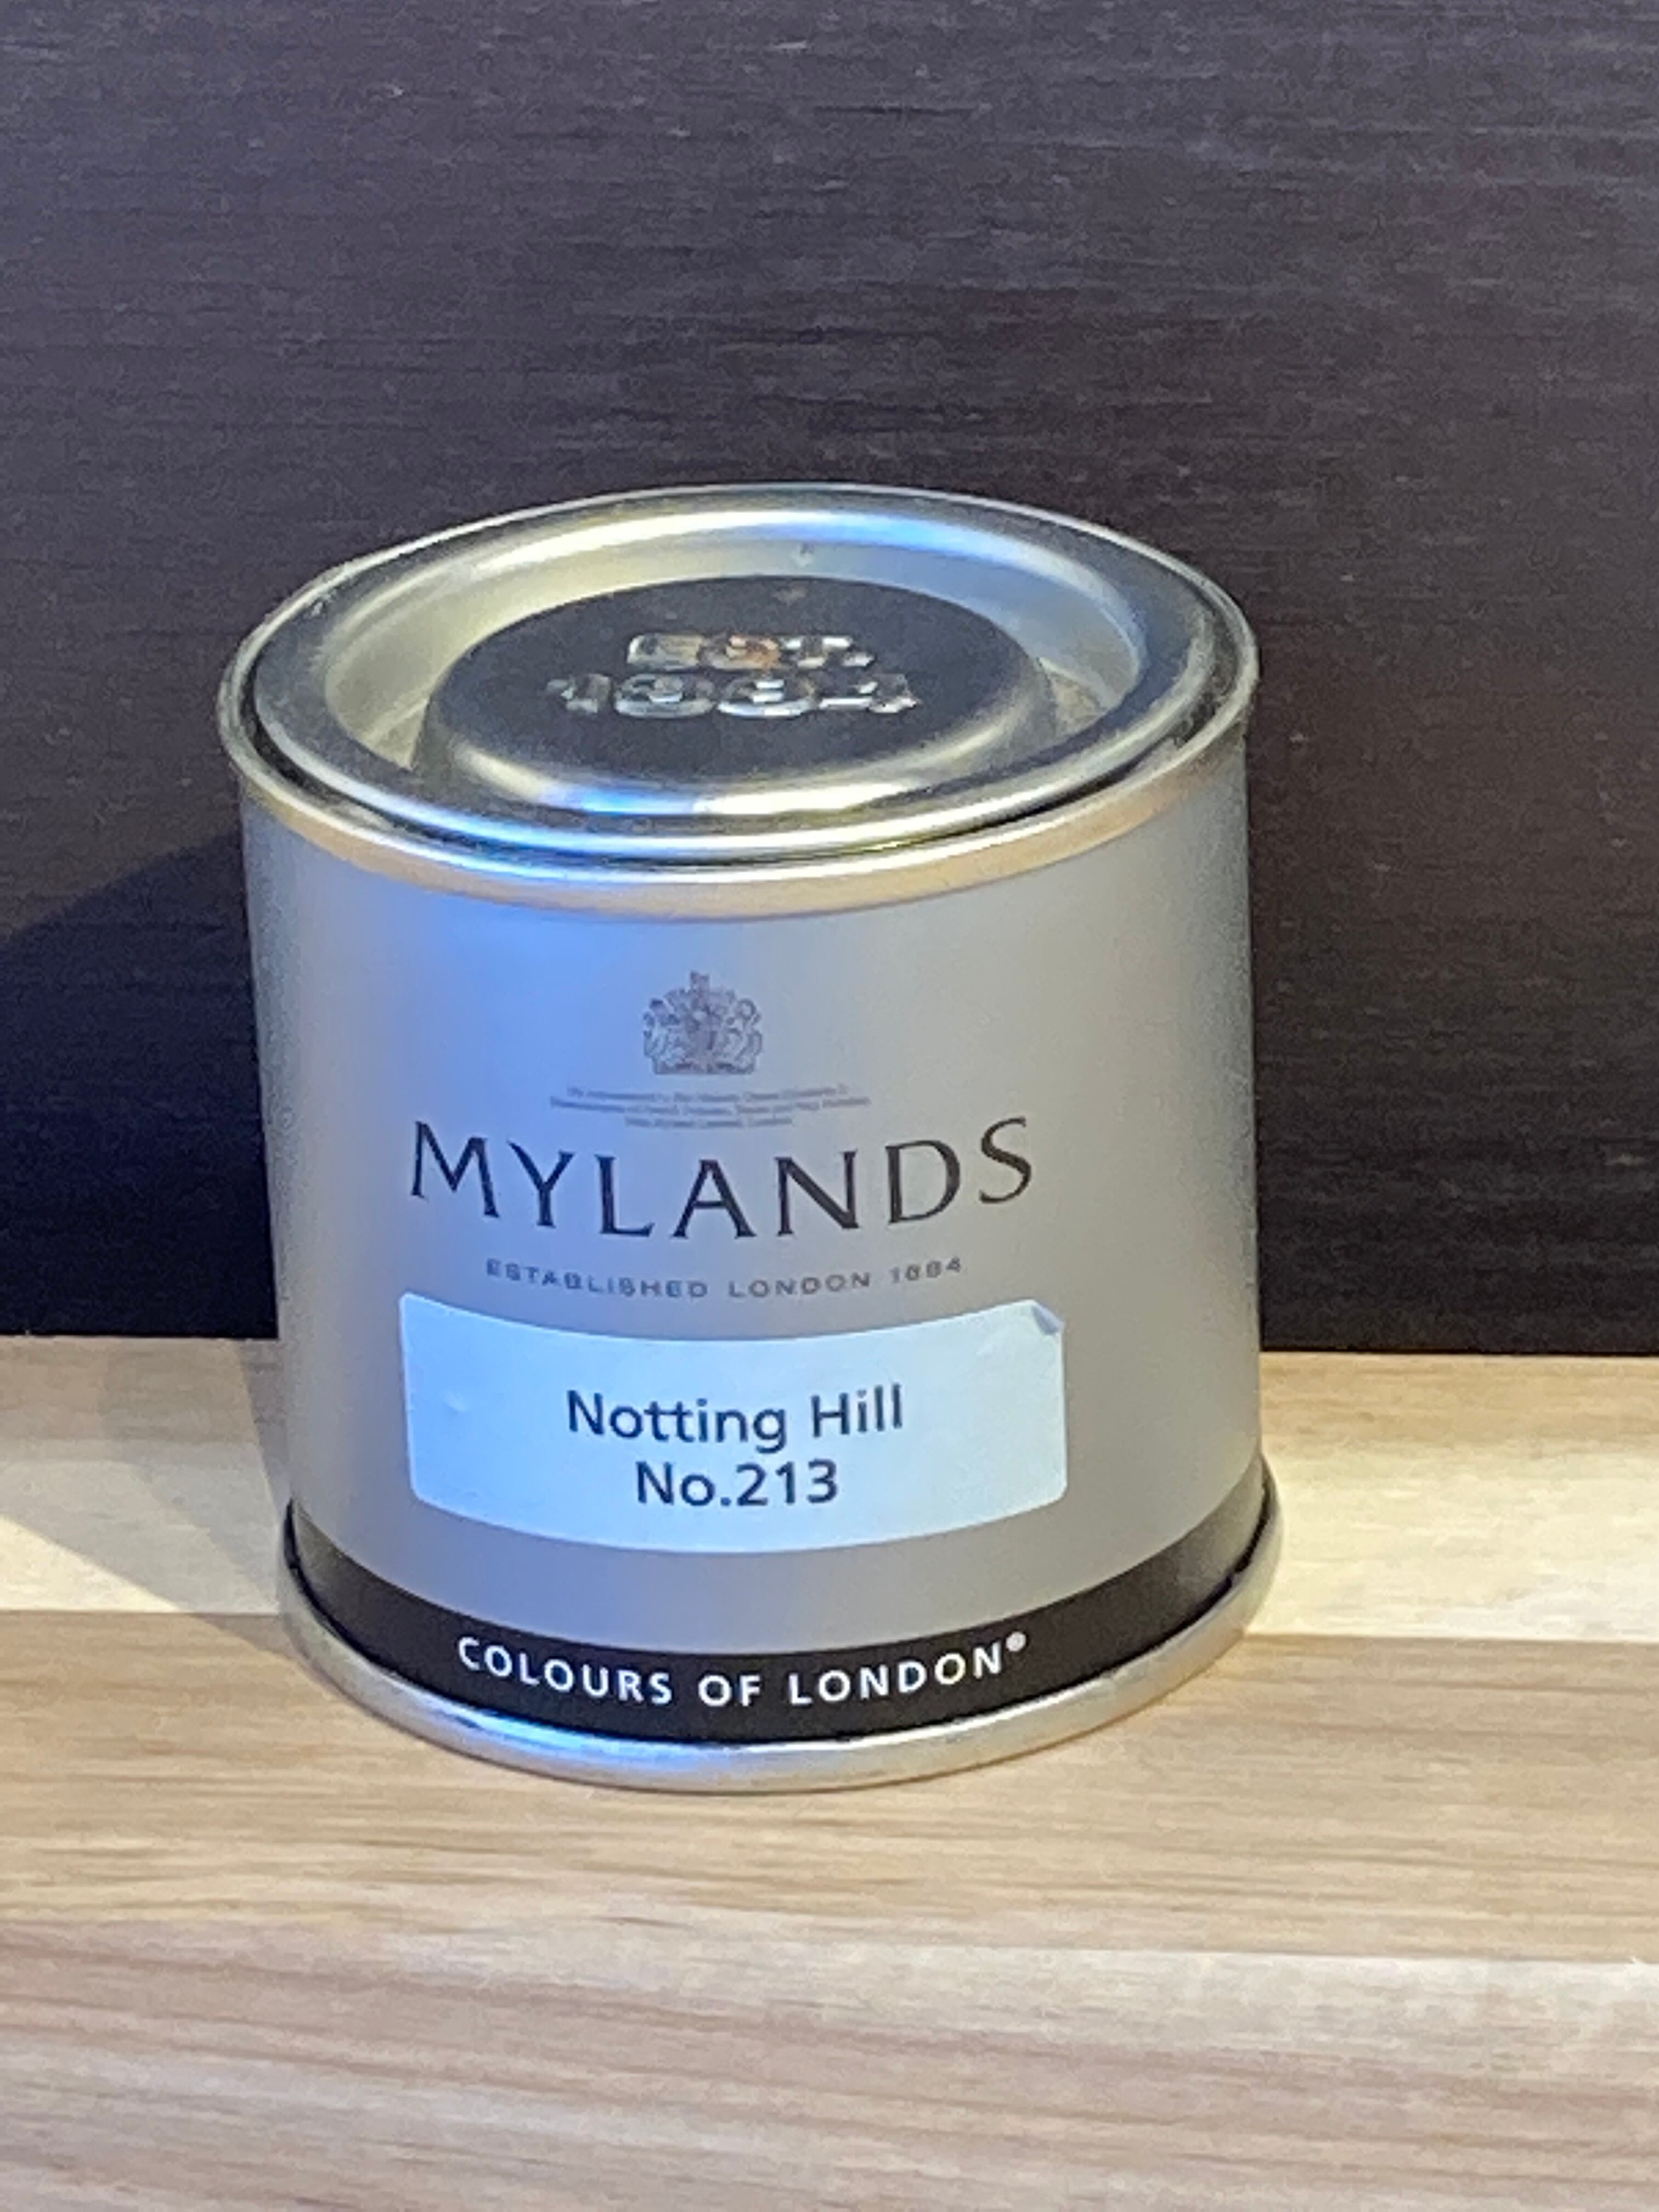 EST.
1884
MYLANDS
ESTABLISHED LONDON 1884
Notting Hill
No.213
COLOURS OF LONDON®